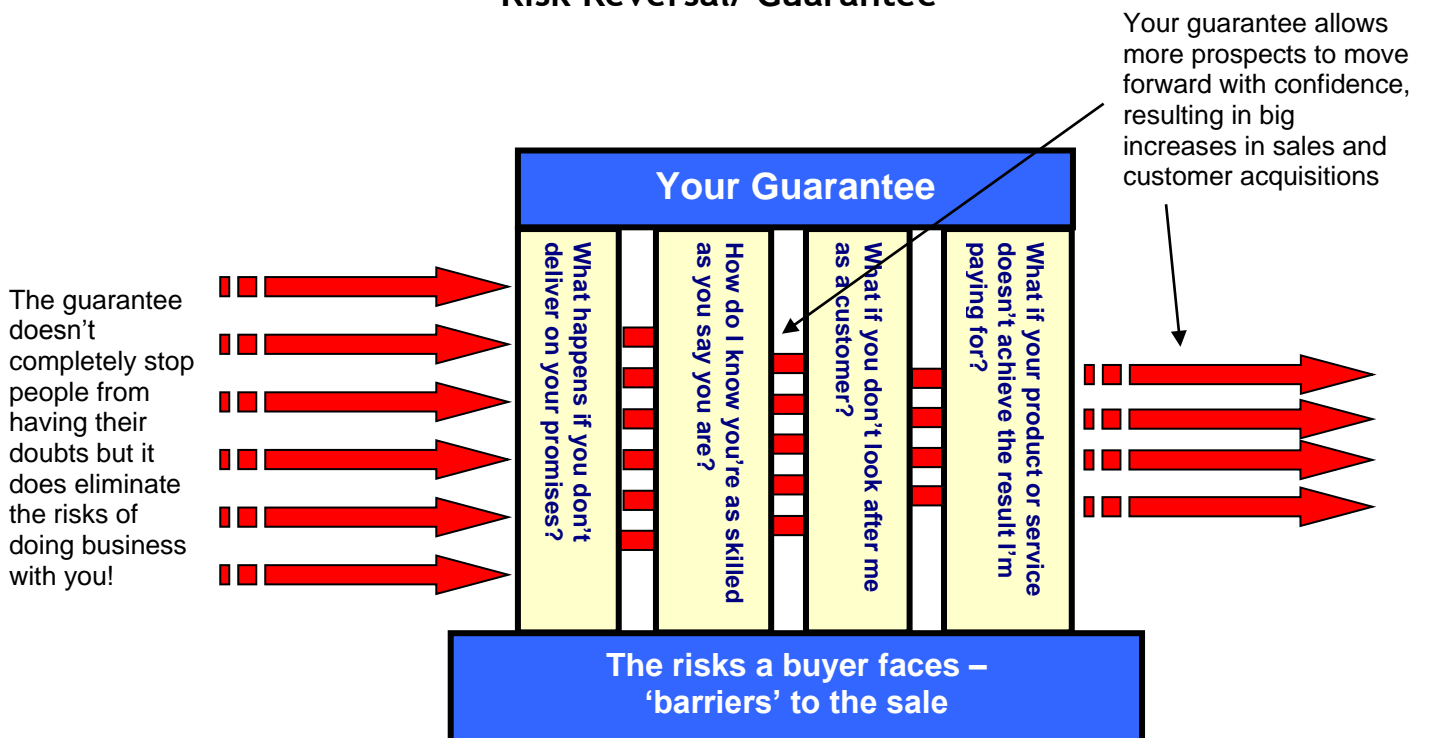 Risk Reversal/ Guarantee
Your guarantee allows
more prospects to move
forward with confidence,
resulting in big
increases in sales and
customer acquisitions
Your Guarantee
The guarantee
doesn’t
completely stop
people from
having their
doubts but it
does eliminate
the risks of
doing business
with you!
What happens if you don’t
deliver on your promises?
How do I know you’re as skilled
as you say you are?
What if you don’t look after me
as a customer?
What if your product or service
doesn’t achieve the result I’m
paying for?
The risks a buyer faces –
‘barriers’ to the sale